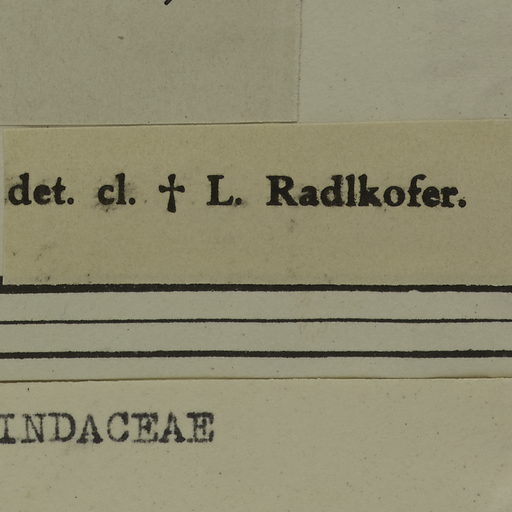 det. cl. † L. Radlkofer.
INDACEAE